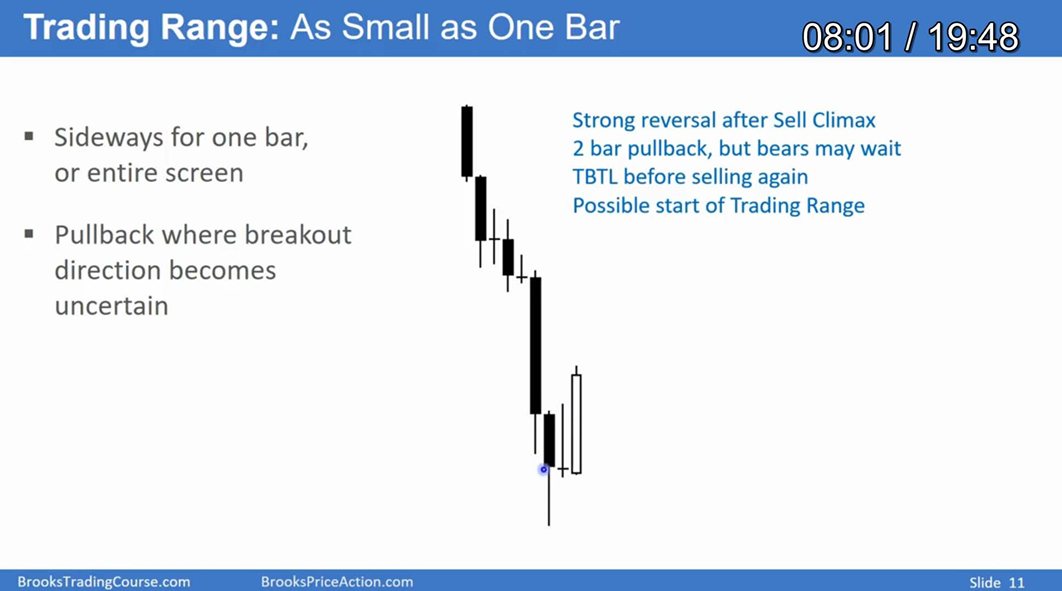 Trading Range: As Small as One Bar
08:01 / 19:48
▪ Sideways for one bar,
or entire screen
▪ Pullback where breakout
direction becomes
uncertain
Strong reversal after Sell Climax
2 bar pullback, but bears may wait
TBTL before selling again
Possible start of Trading Range
BrooksTradingCourse.com
BrooksPriceAction.com
Slide 11